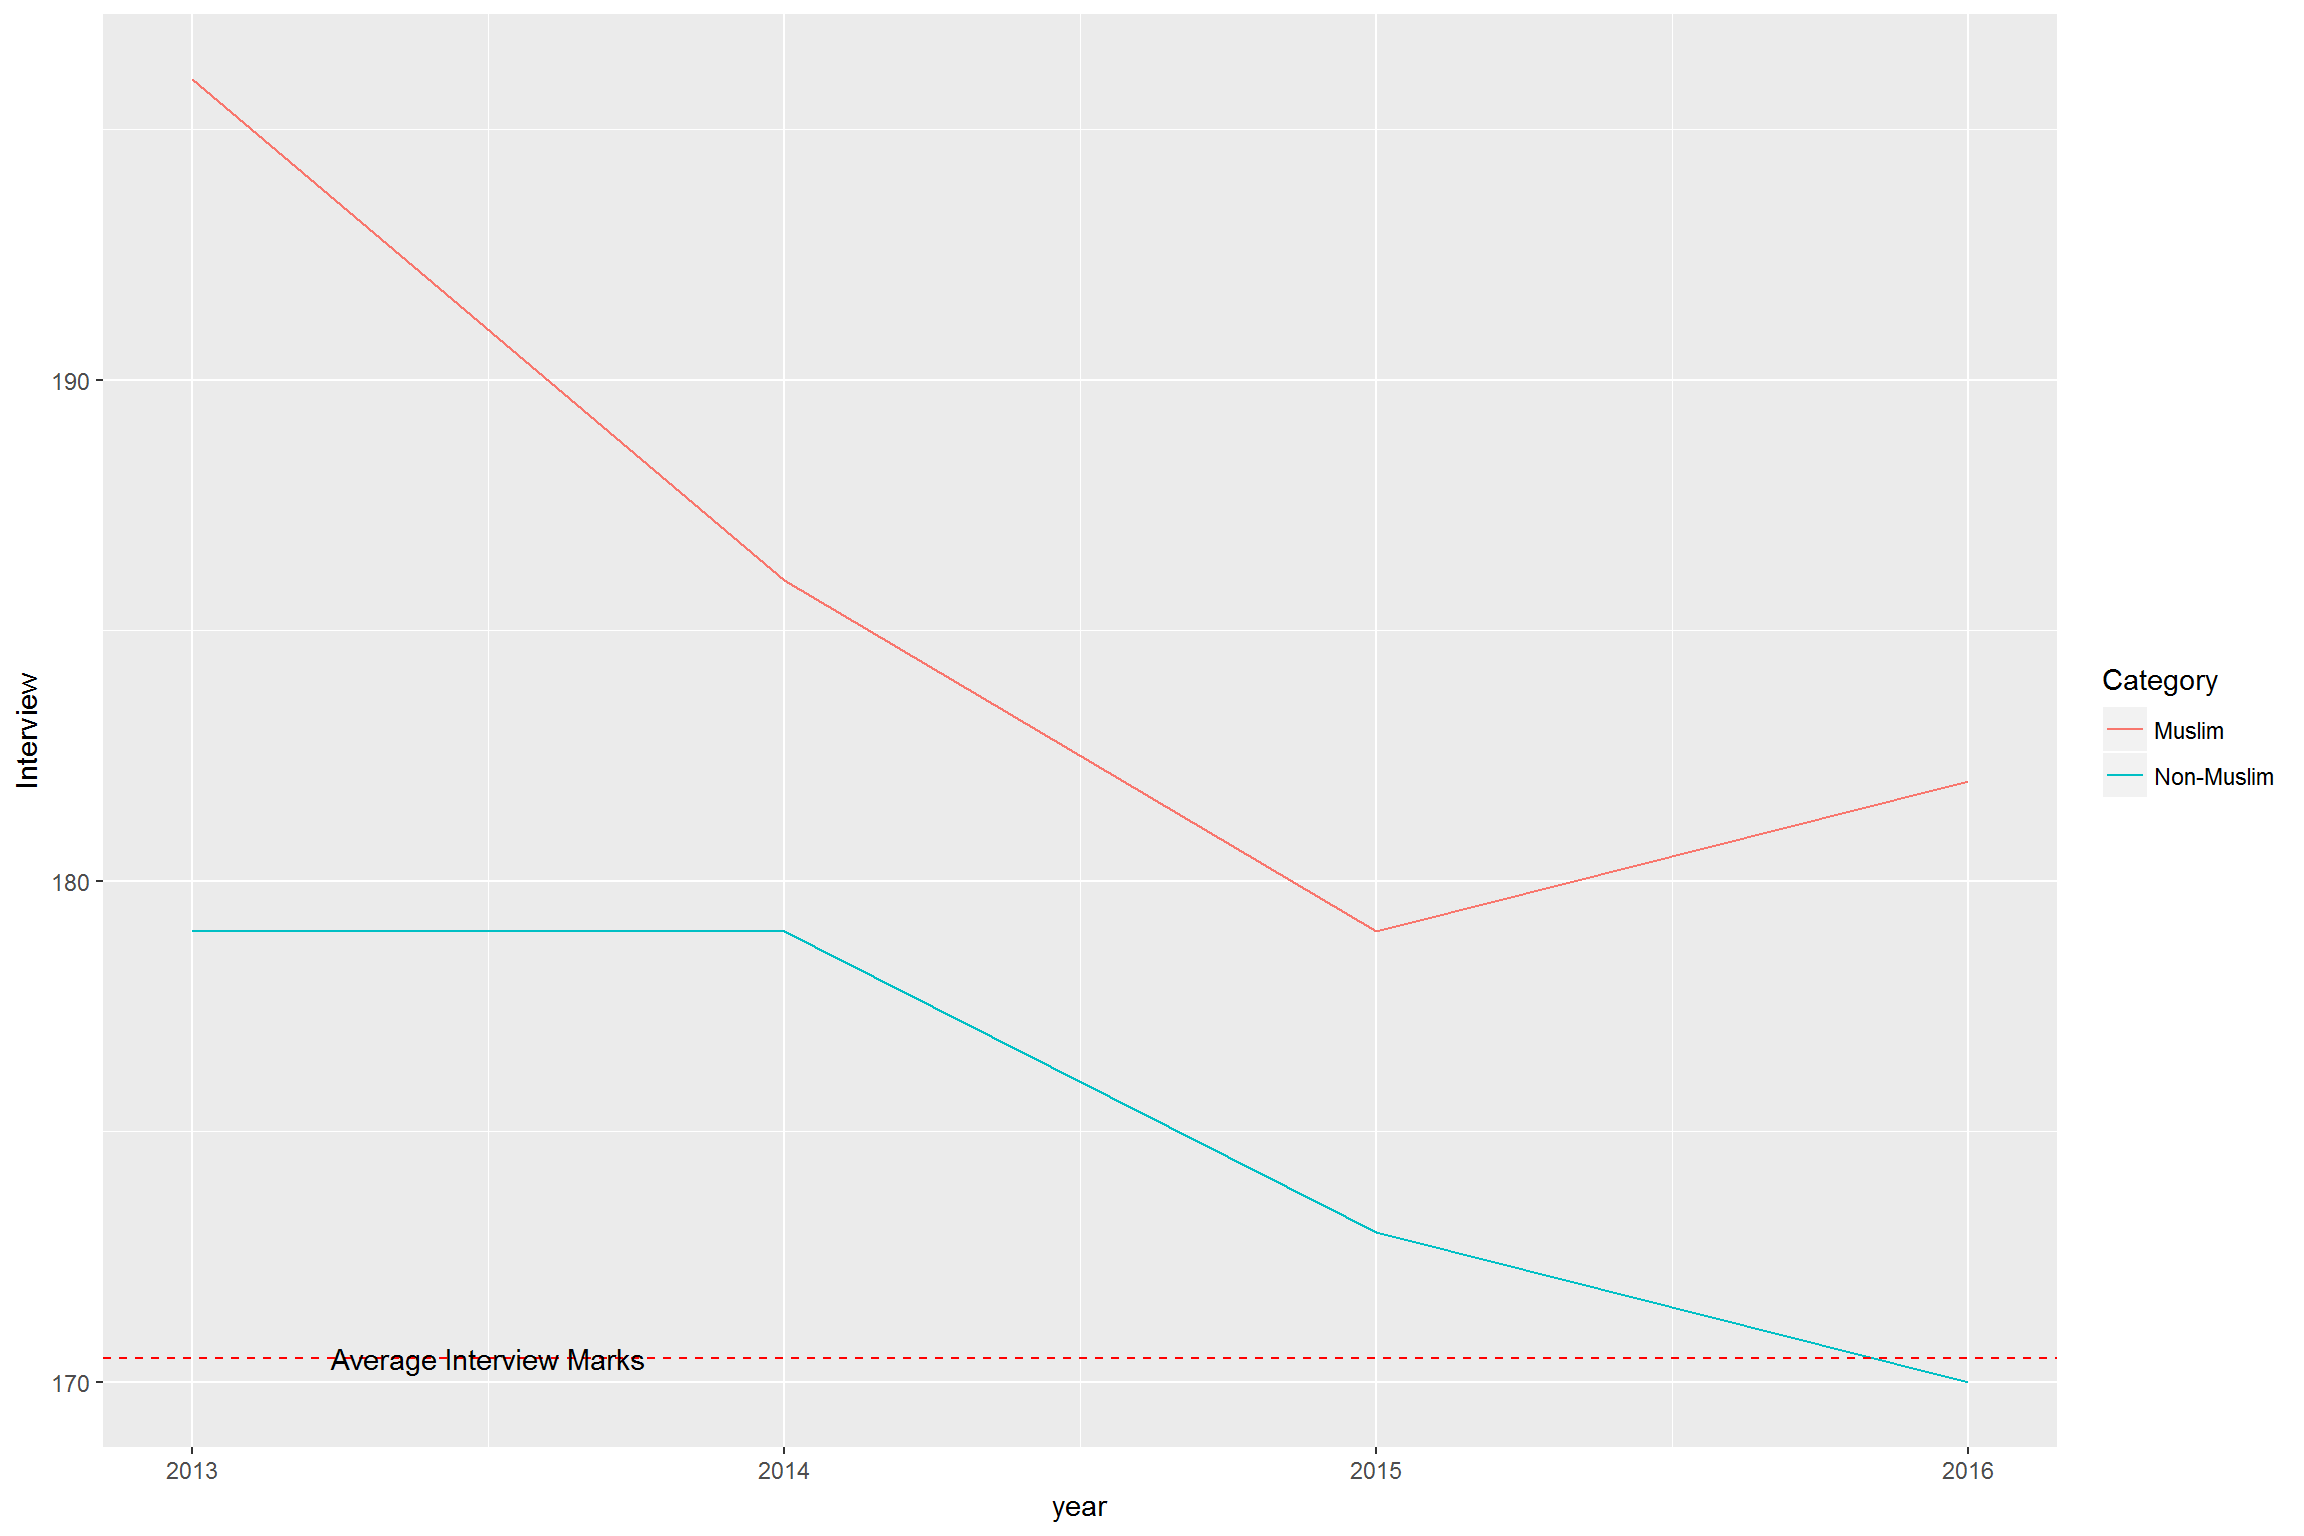 Interview
190
180
170
Average Interview Marks
2013
2014
2015
2016
year
Category
Muslim
Non-Muslim